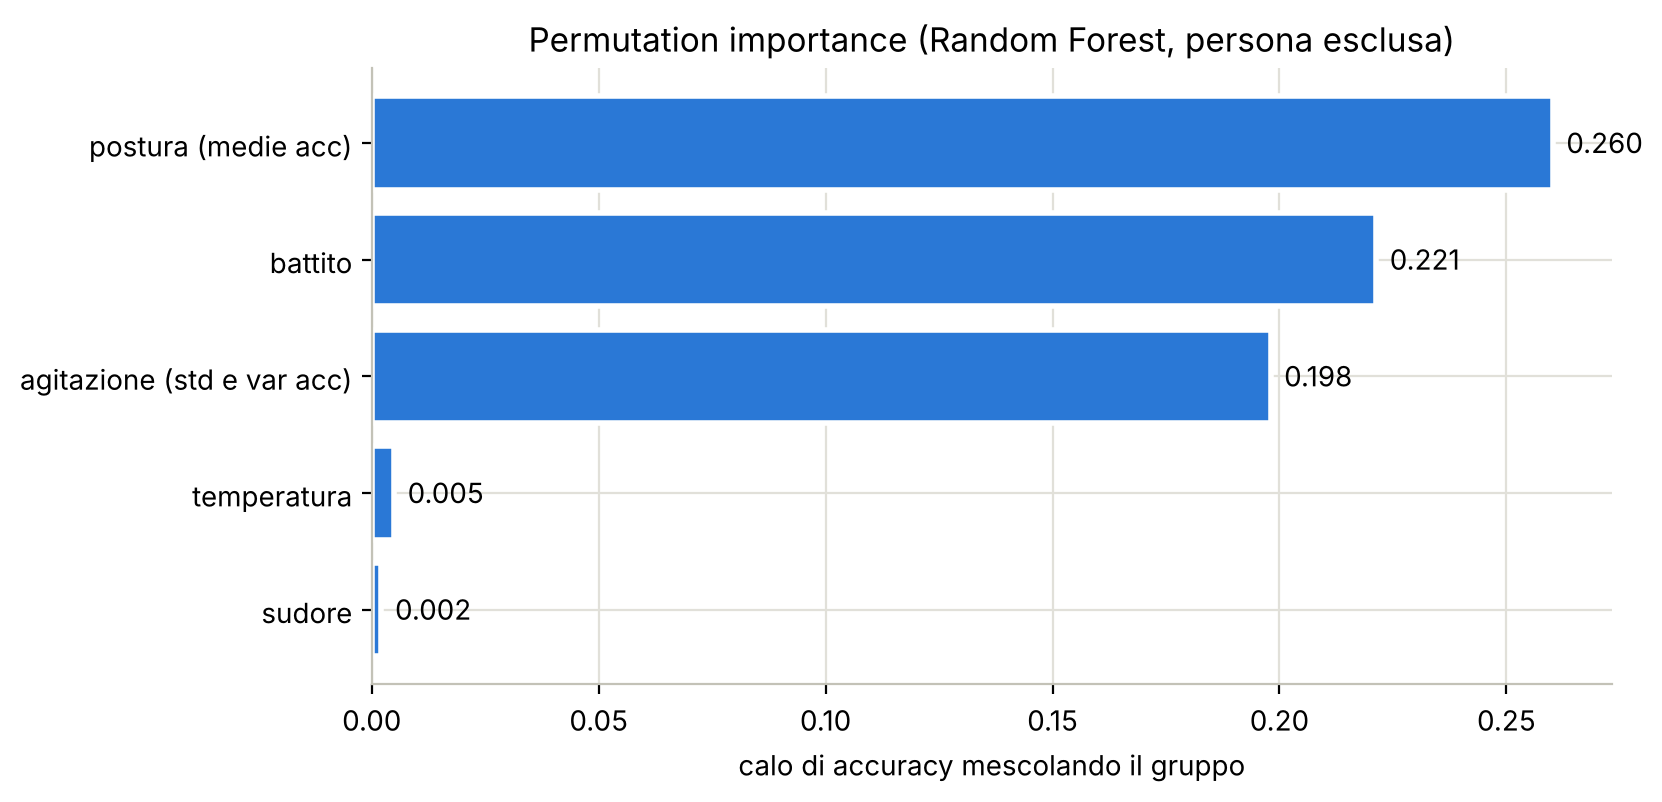 Permutation importance (Random Forest, persona esclusa)
postura (medie acc)
0.260
battito
0.221
agitazione (std e var acc)
0.198
temperatura
0.005
sudore
0.002
0.00 0.05 0.10 0.15 0.20 0.25
calo di accuracy mescolando il gruppo